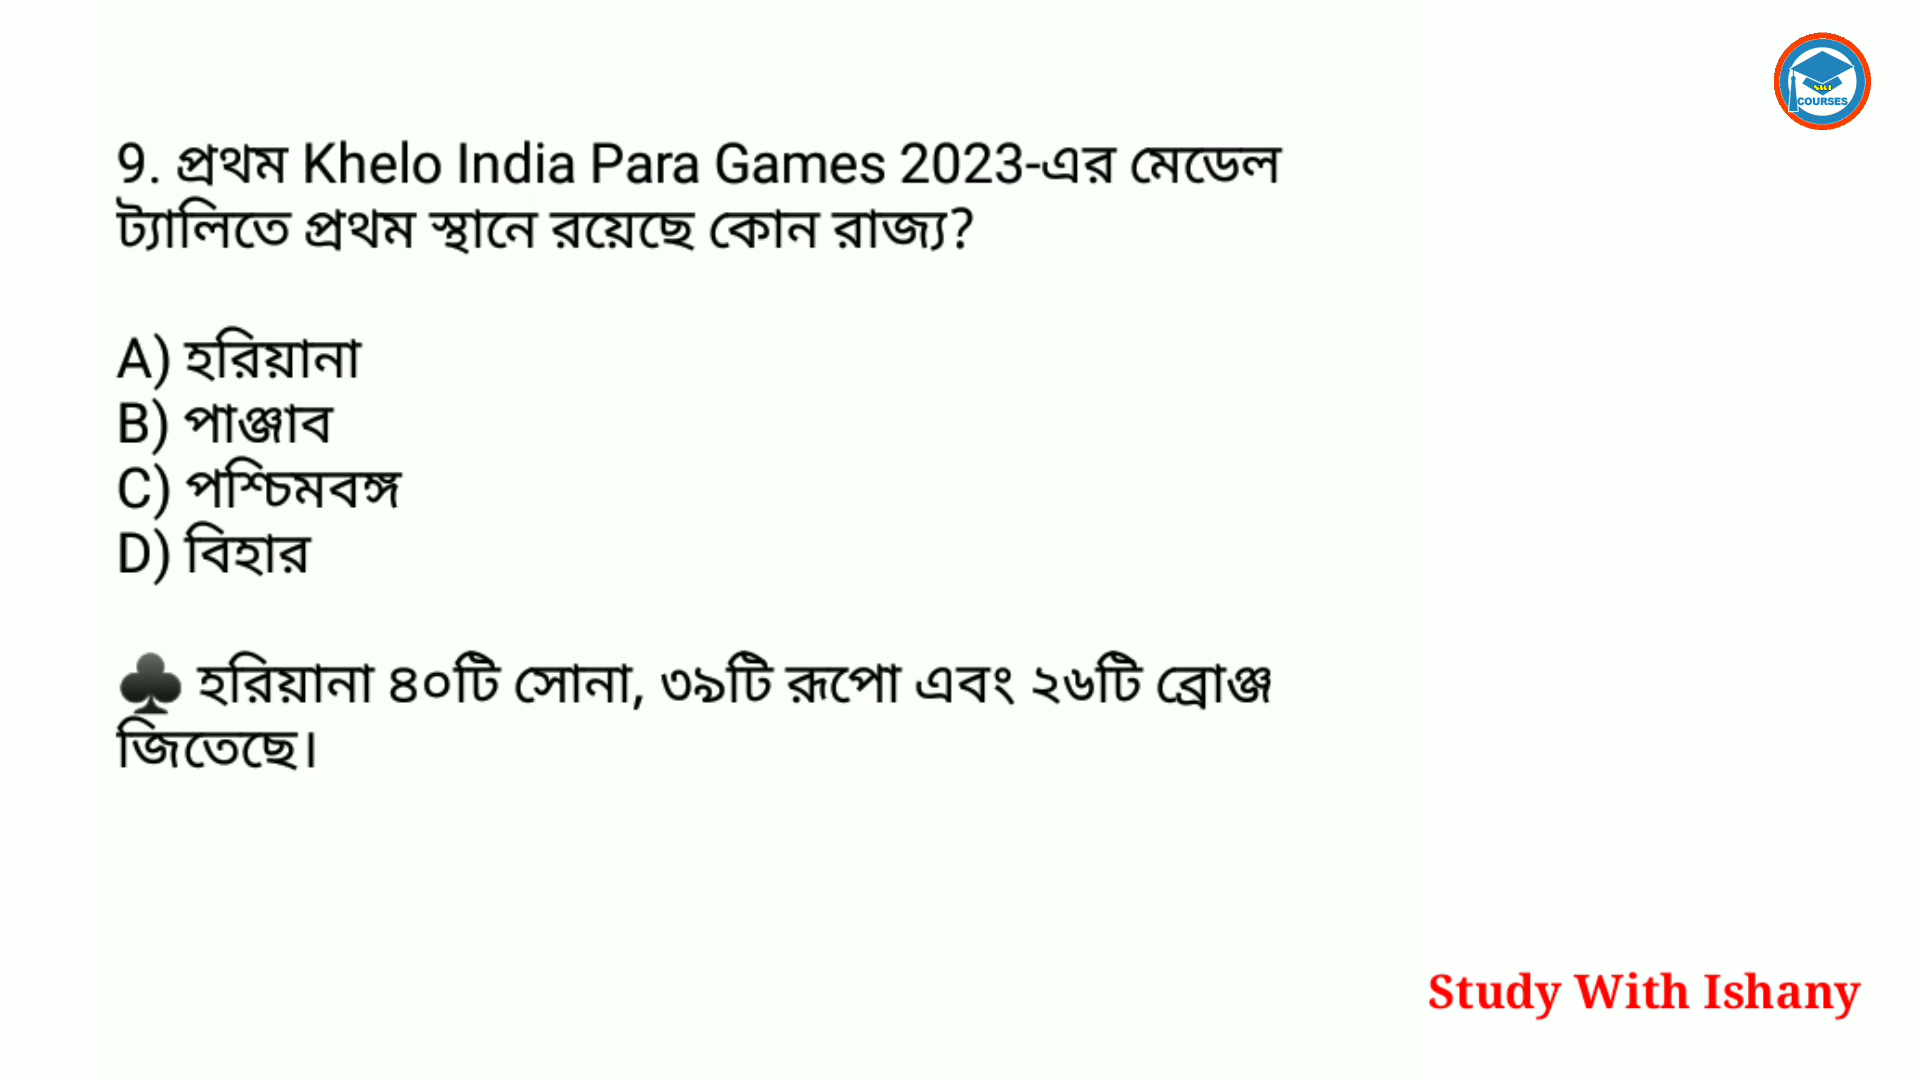 COURSES
9. প্রথম Khelo India Para Games 2023-এর মেডেল
ট্যালিতে প্রথম স্থানে রয়েছে কোন রাজ্য?
A) হরিয়ানা
B) পাঞ্জাব
C) পশ্চিমবঙ্গ
D) বিহার
♣ হরিয়ানা ৪০টি সোনা, ৩৯টি রূপো এবং ২৬টি ব্রোঞ্জ
জিতেছে।
Study With Ishany